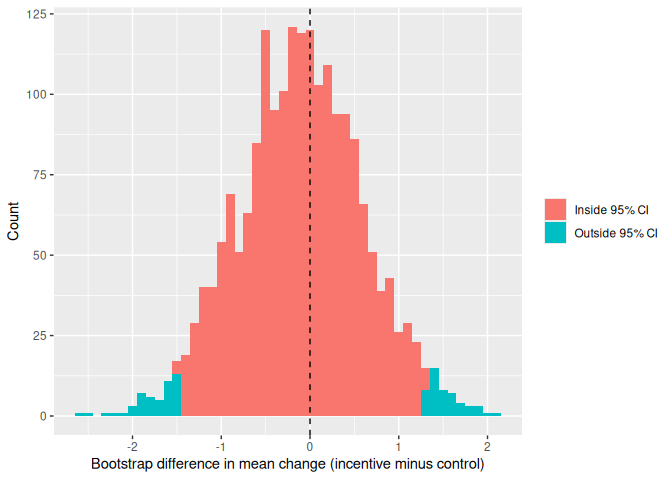 125
100
75
50
25
0
Count
-2 -1 0 1 2
Bootstrap difference in mean change (incentive minus control)
Inside 95% CI
Outside 95% CI